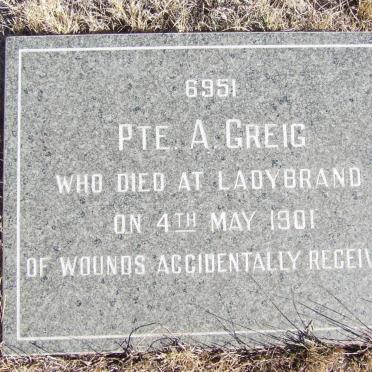 6951
PTE. A. GREIG
WHO DIED AT LADYBRAND
ON 4TH MAY 1901
OF WOUNDS ACCIDENTALLY RECEIV